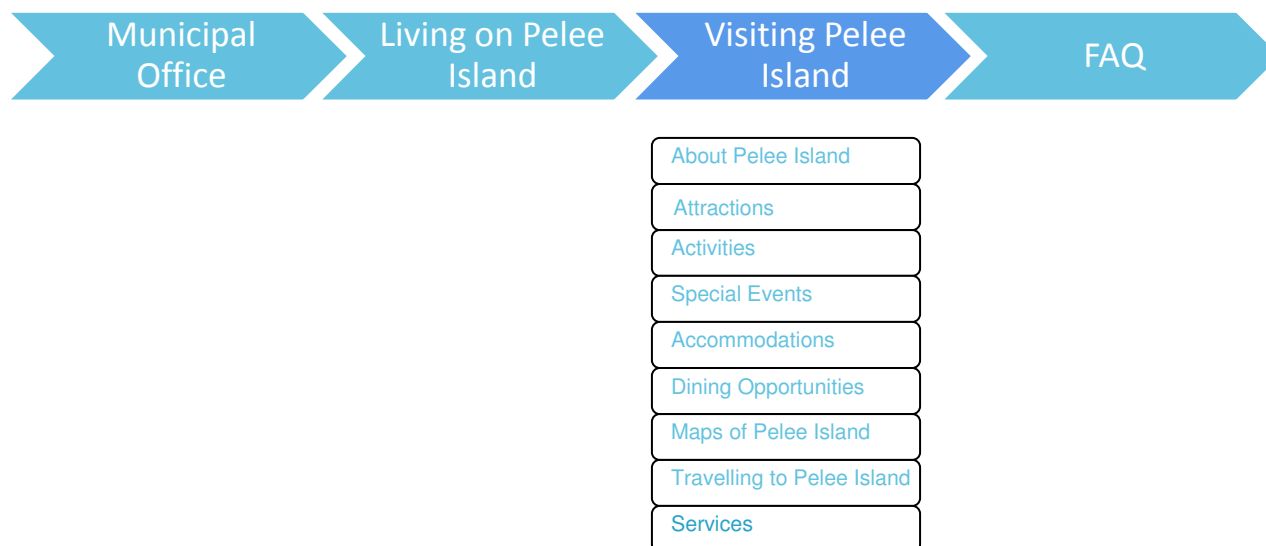 Municipal
Office
Living on Pelee
Island
Visiting Pelee
Island
FAQ
About Pelee Island
Attractions
Activities
Special Events
Accommodations
Dining Opportunities
Maps of Pelee Island
Travelling to Pelee Island
Services